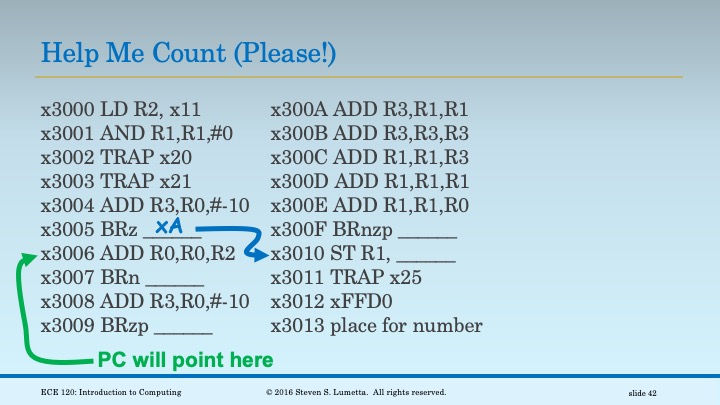 Help Me Count (Please!)
x3000 LD R2, x11
x3001 AND R1,R1,#0
x3002 TRAP x20
x3003 TRAP x21
x3004 ADD R3,R0,#-10
x3005 BRz ______ xA
x3006 ADD R0,R0,R2
x3007 BRn ______
x3008 ADD R3,R0,#-10
x3009 BRzp ______
x300A ADD R3,R1,R1
x300B ADD R3,R3,R3
x300C ADD R1,R1,R3
x300D ADD R1,R1,R1
x300E ADD R1,R1,R0
x300F BRnzp ______
x3010 ST R1, ______
x3011 TRAP x25
x3012 xFFD0
x3013 place for number
PC will point here
ECE 120: Introduction to Computing
© 2016 Steven S. Lumetta. All rights reserved.
slide 42